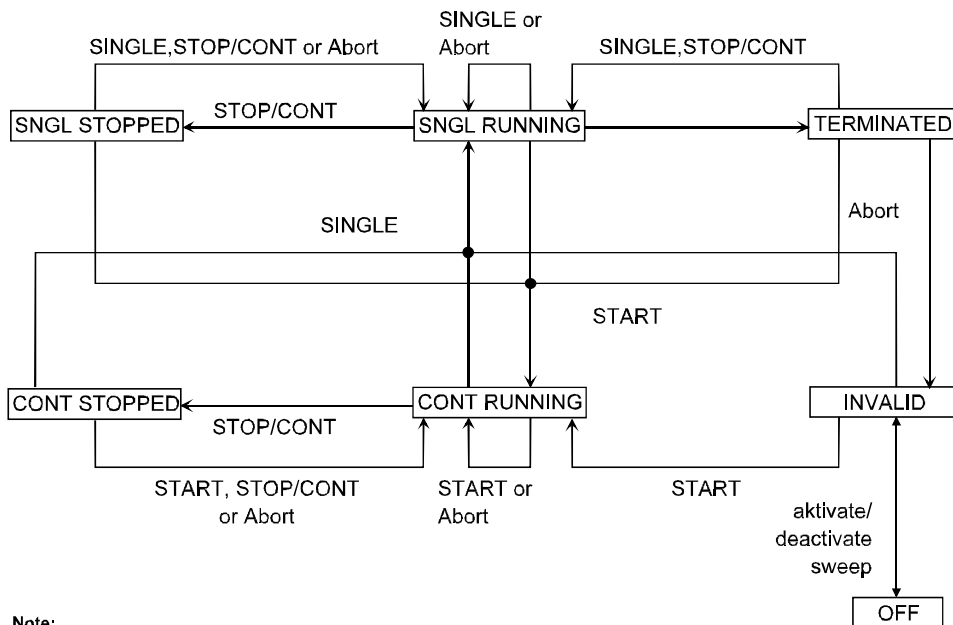 SINGLE,STOP/CONT or Abort
SINGLE or
Abort
SINGLE,STOP/CONT
SNGL STOPPED
STOP/CONT
SNGL RUNNING
TERMINATED
SINGLE
Abort
START
CONT STOPPED
STOP/CONT
CONT RUNNING
INVALID
START, STOP/CONT
or Abort
START or
Abort
START
aktivate/
deactivate
sweep
OFF
Note: